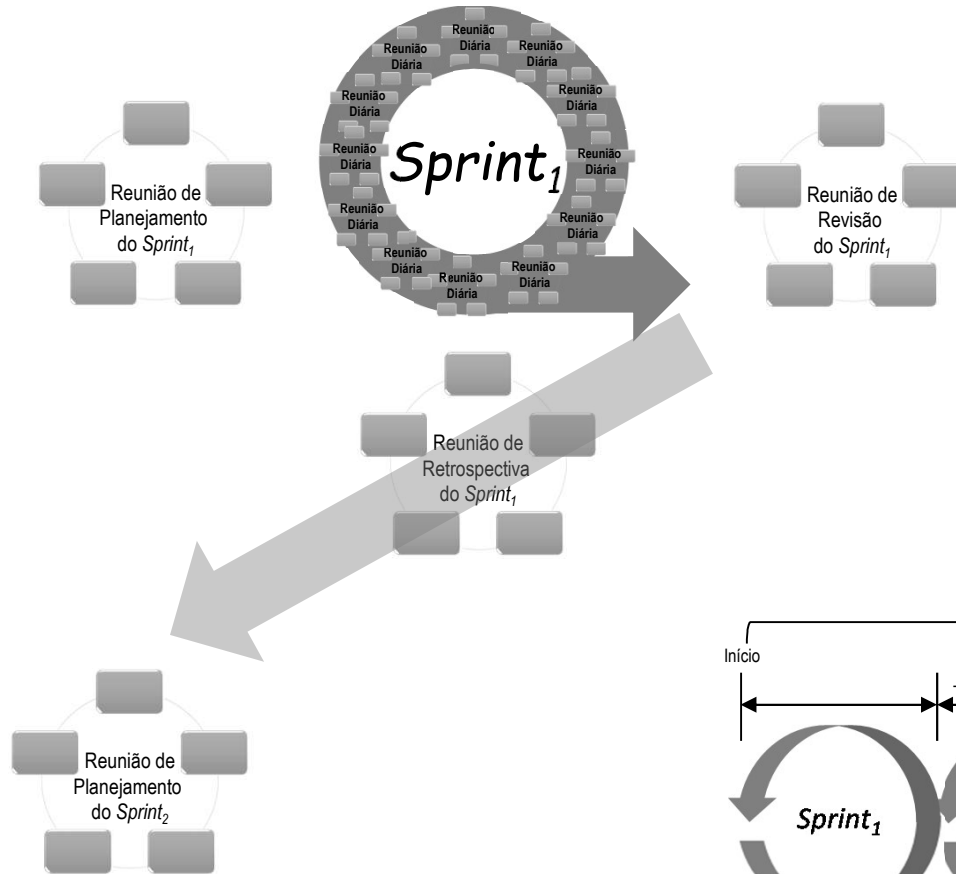 Reunião
Diária
Reunião
Diária
Reunião
Diária
Reunião
Diária
Reunião
Diária
Reunião
Diária
Reunião
Diária
Reunião
Diária
Reunião
Diária
Reunião
Diária
Reunião
Diária
Reunião
Diária
Sprint₁
Reunião de
Planejamento
do Sprint₁
Reunião de
Revisão
do Sprint₁
Reunião de
Retrospectiva
do Sprint₁
Início
Reunião de
Planejamento
do Sprint₂
Sprint₁